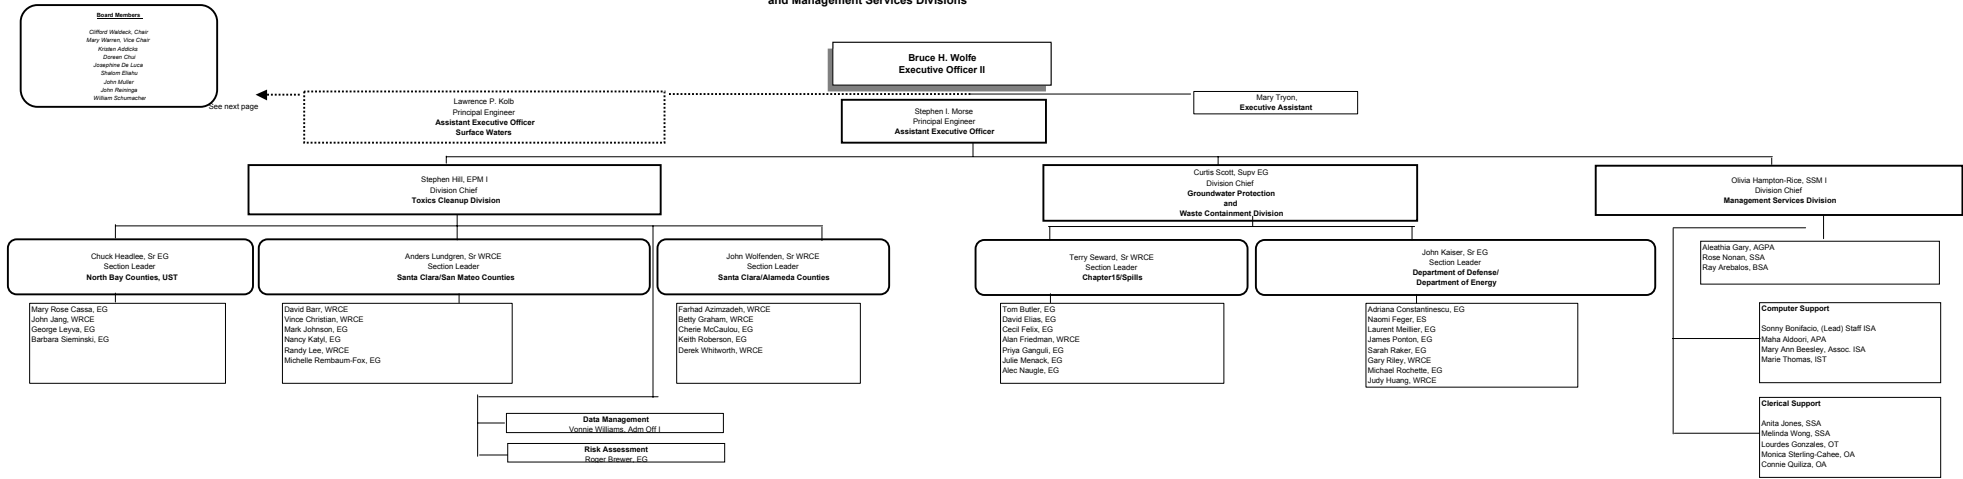 and Management Services Divisions
Board Members
Clifford Waldeck, Chair
Mary Warren, Vice Chair
Kristen Addicks
Doreen Chui
Josephine De Luca
Shalom Eliahu
John Muller
John Reininga
William Schumacher
See next page
Bruce H. Wolfe
Executive Officer II
Lawrence P. Kolb
Principal Engineer
Assistant Executive Officer
Surface Waters
Stephen I. Morse
Principal Engineer
Assistant Executive Officer
Mary Tryon,
Executive Assistant
Stephen Hill, EPM I
Division Chief
Toxics Cleanup Division
Curtis Scott, Supv EG
Division Chief
Groundwater Protection
and
Waste Containment Division
Olivia Hampton-Rice, SSM I
Division Chief
Management Services Division
Chuck Headlee, Sr EG
Section Leader
North Bay Counties, UST
Anders Lundgren, Sr WRCE
Section Leader
Santa Clara/San Mateo Counties
John Wolfenden, Sr WRCE
Section Leader
Santa Clara/Alameda Counties
Terry Seward, Sr WRCE
Section Leader
Chapter15/Spills
John Kaiser, Sr EG
Section Leader
Department of Defense/
Department of Energy
Aleathia Gary, AGPA
Rose Nonan, SSA
Ray Arebalos, BSA
Mary Rose Cassa, EG
John Jang, WRCE
George Leyva, EG
Barbara Sieminski, EG
David Barr, WRCE
Vince Christian, WRCE
Mark Johnson, EG
Nancy Katyl, EG
Randy Lee, WRCE
Michelle Rembaum-Fox, EG
Farhad Azimzadeh, WRCE
Betty Graham, WRCE
Cherie McCaulou, EG
Keith Roberson, EG
Derek Whitworth, WRCE
Tom Butler, EG
David Elias, EG
Cecil Felix, EG
Alan Friedman, WRCE
Priya Ganguli, EG
Julie Menack, EG
Alec Naugle, EG
Adriana Constantinescu, EG
Naomi Feger, ES
Laurent Meillier, EG
James Ponton, EG
Sarah Raker, EG
Gary Riley, WRCE
Michael Rochette, EG
Judy Huang, WRCE
Computer Support
Sonny Bonifacio, (Lead) Staff ISA
Maha Aldoori, APA
Mary Ann Beesley, Assoc. ISA
Marie Thomas, IST
Clerical Support
Anita Jones, SSA
Melinda Wong, SSA
Lourdes Gonzales, OT
Monica Sterling-Cahee, OA
Connie Quiliza, OA
Data Management
Vonnie Williams, Adm Off I
Risk Assessment
Roger Brewer, EG